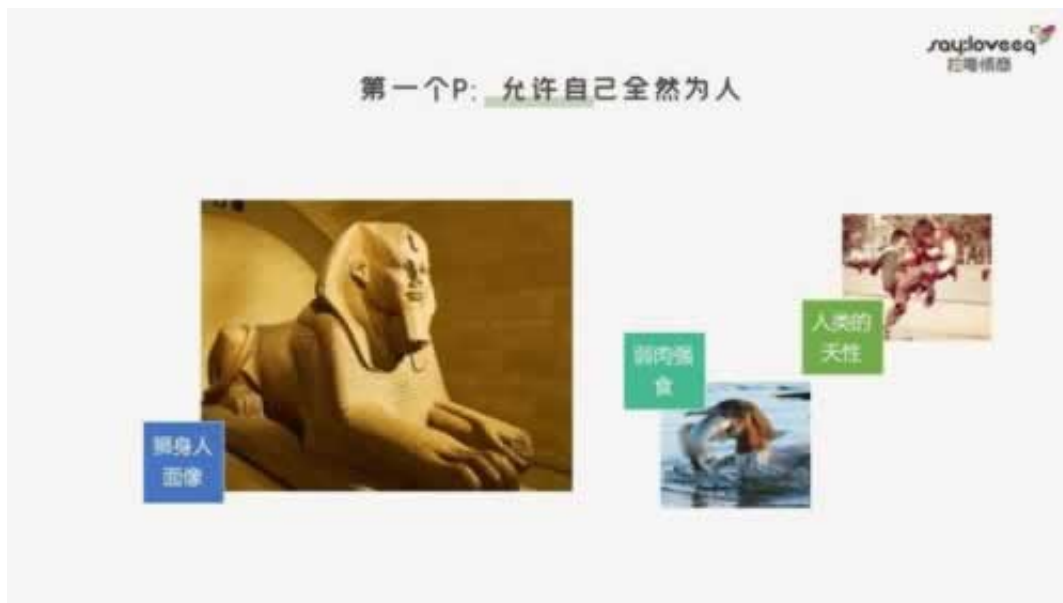 sayloveeq
第一个P: 允许自己全然为人
人类的
天性
弱肉强
食
狮身人
面像